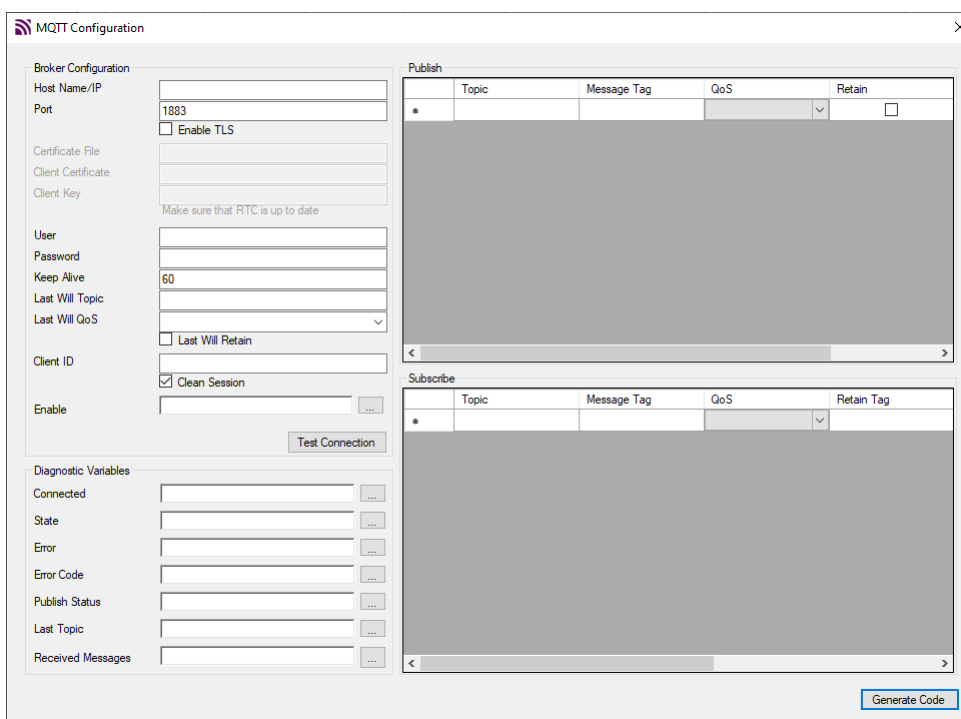 MQTT Configuration
Broker Configuration
Host Name/IP
Port
1883
Enable TLS
Certificate File
Client Certificate
Client Key
Make sure that RTC is up to date
User
Password
Keep Alive
60
Last Will Topic
Last Will QoS
Last Will Retain
Client ID
Clean Session
Enable
...
Test Connection
Diagnostic Variables
Connected
...
State
...
Error
...
Error Code
...
Publish Status
...
Last Topic
...
Received Messages
...
Publish
Topic Message Tag QoS Retain
Subscribe
Topic Message Tag QoS Retain Tag
Generate Code